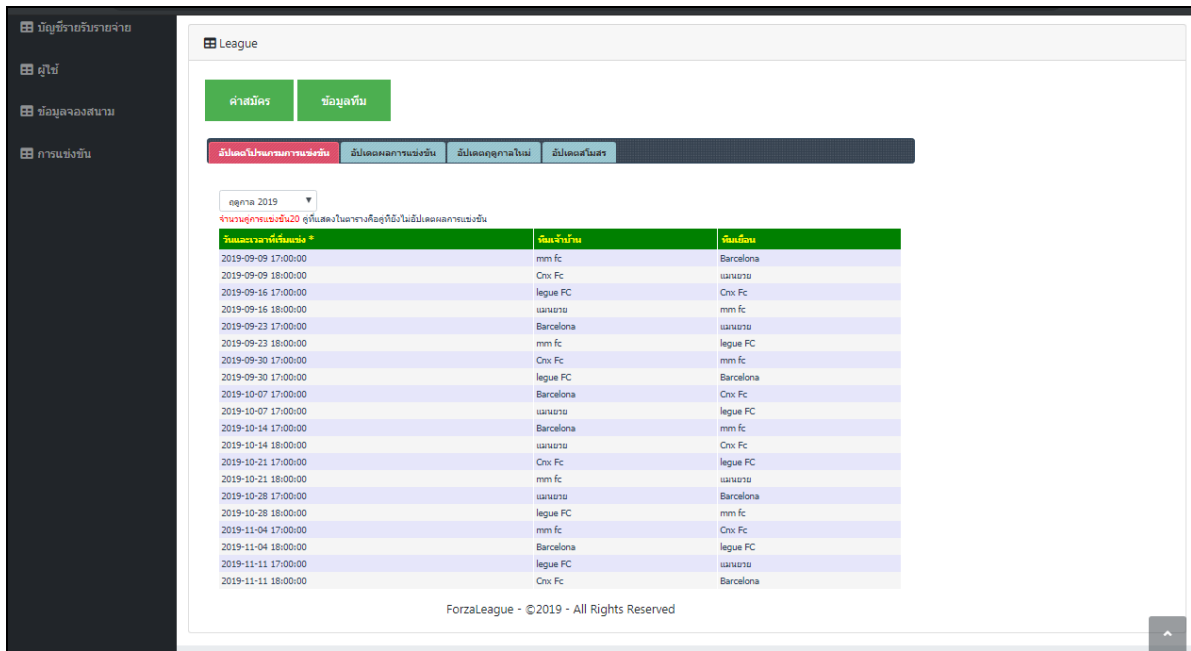 บัญชีรายรับรายจ่าย
ผู้ใช้
ข้อมูลจองสนาม
การแข่งขัน
League
ค่าสมัคร ข้อมูลทีม
อัปเดตโปรแกรมการแข่งขัน อัปเดตผลการแข่งขัน อัปเดตฤดูกาลใหม่ อัปเดตสโมสร
ฤดูกาล 2019
จำนวนคู่การแข่งขัน20 คู่ที่แสดงในตารางคือคู่ที่ยังไม่อัปเดตผลการแข่งขัน
วันและเวลาที่เริ่มแข่ง * ทีมเจ้าบ้าน ทีมเยือน
2019-09-09 17:00:00 mm fc Barcelona
2019-09-09 18:00:00 Cnx Fc แมนยวย
2019-09-16 17:00:00 legue FC Cnx Fc
2019-09-16 18:00:00 แมนยวย mm fc
2019-09-23 17:00:00 Barcelona แมนยวย
2019-09-23 18:00:00 mm fc legue FC
2019-09-30 17:00:00 Cnx Fc mm fc
2019-09-30 17:00:00 legue FC Barcelona
2019-10-07 17:00:00 Barcelona Cnx Fc
2019-10-07 17:00:00 แมนยวย legue FC
2019-10-14 17:00:00 Barcelona mm fc
2019-10-14 18:00:00 แมนยวย Cnx Fc
2019-10-21 17:00:00 Cnx Fc legue FC
2019-10-21 18:00:00 mm fc แมนยวย
2019-10-28 17:00:00 แมนยวย Barcelona
2019-10-28 18:00:00 legue FC mm fc
2019-11-04 17:00:00 mm fc Cnx Fc
2019-11-04 18:00:00 Barcelona legue FC
2019-11-11 17:00:00 legue FC แมนยวย
2019-11-11 18:00:00 Cnx Fc Barcelona
ForzaLeague - ©2019 - All Rights Reserved